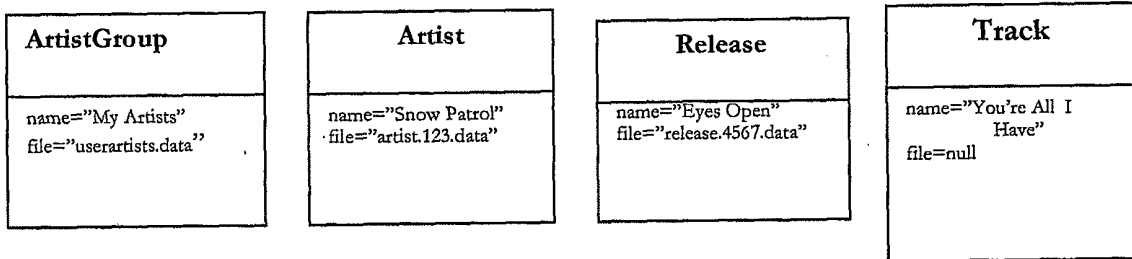 ArtistGroup
name="My Artists"
file="userartists.data"
Artist
name="Snow Patrol"
file="artist.123.data"
Release
name="Eyes Open"
file="release.4567.data"
Track
name="You're All I
Have"
file=null